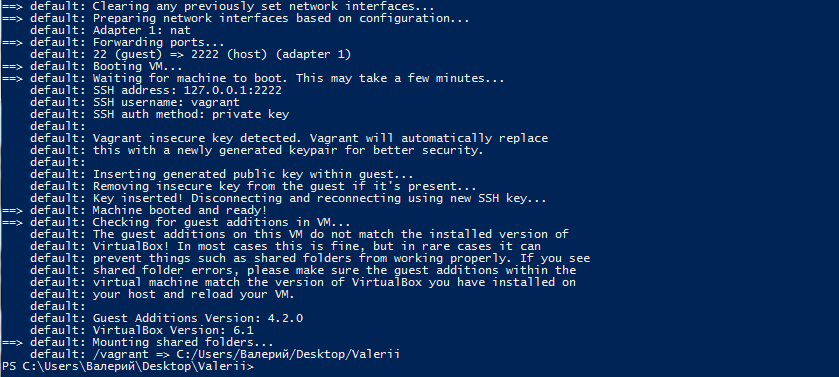 ==> default: Clearing any previously set network interfaces...
==> default: Preparing network interfaces based on configuration...
    default: Adapter 1: nat
==> default: Forwarding ports...
    default: 22 (guest) => 2222 (host) (adapter 1)
==> default: Booting VM...
==> default: Waiting for machine to boot. This may take a few minutes...
    default: SSH address: 127.0.0.1:2222
    default: SSH username: vagrant
    default: SSH auth method: private key
    default:
    default: Vagrant insecure key detected. Vagrant will automatically replace
    default: this with a newly generated keypair for better security.
    default:
    default: Inserting generated public key within guest...
    default: Removing insecure key from the guest if it's present...
    default: Key inserted! Disconnecting and reconnecting using new SSH key...
==> default: Machine booted and ready!
==> default: Checking for guest additions in VM...
    default: The guest additions on this VM do not match the installed version of
    default: VirtualBox! In most cases this is fine, but in rare cases it can
    default: prevent things such as shared folders from working properly. If you see
    default: shared folder errors, please make sure the guest additions within the
    default: virtual machine match the version of VirtualBox you have installed on
    default: your host and reload your VM.
    default:
    default: Guest Additions Version: 4.2.0
    default: VirtualBox Version: 6.1
==> default: Mounting shared folders...
    default: /vagrant => C:/Users/Валерий/Desktop/Valerii
PS C:\Users\Валерий\Desktop\Valerii>